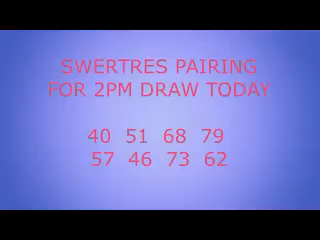 SWERTRES PAIRING
FOR 2PM DRAW TODAY
40 51 68 79
57 46 73 62